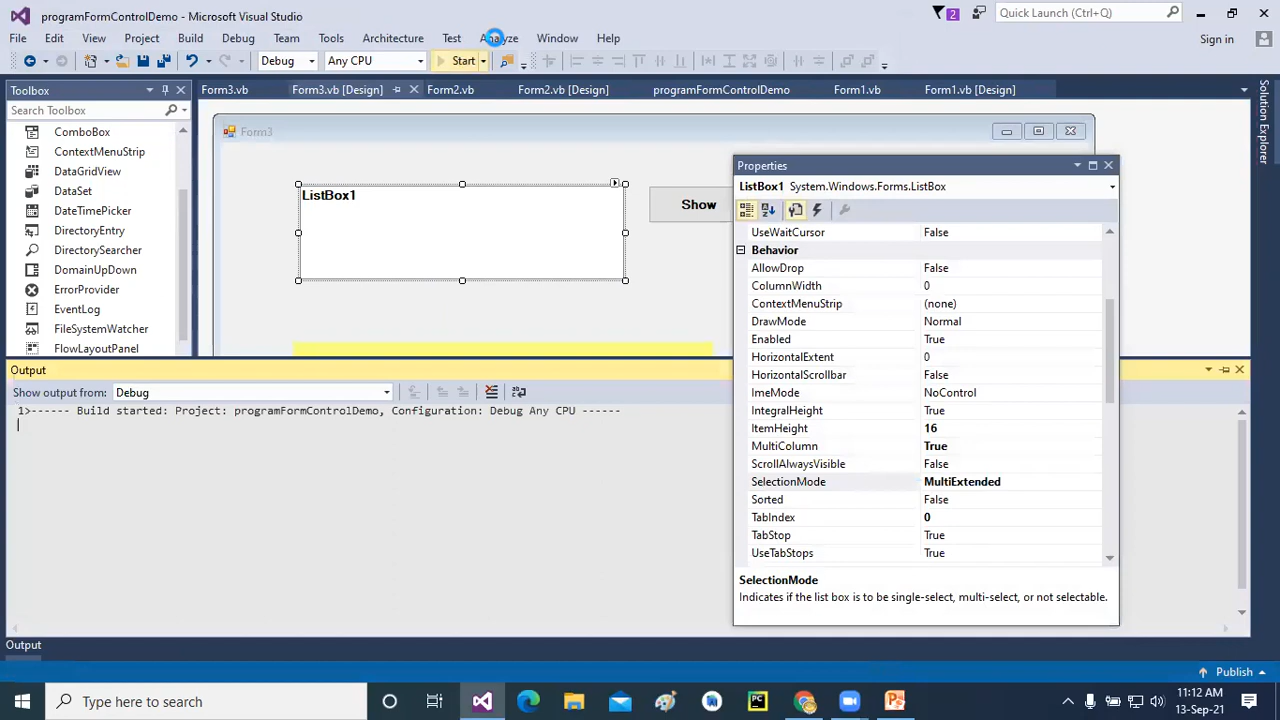 programFormControlDemo - Microsoft Visual Studio
2
Quick Launch (Ctrl+Q)
File Edit View Project Build Debug Team Tools Architecture Test Analyze Window Help
Sign in
Debug Any CPU Start
Toolbox
Form3.vb Form3.vb [Design] Form2.vb Form2.vb [Design] programFormControlDemo Form1.vb Form1.vb [Design]
Solution Explorer
Search Toolbox
ComboBox
ContextMenuStrip
DataGridView
DataSet
DateTimePicker
DirectoryEntry
DirectorySearcher
DomainUpDown
ErrorProvider
EventLog
FileSystemWatcher
FlowLayoutPanel
Form3
ListBox1
Show
Properties
ListBox1 System.Windows.Forms.ListBox
UseWaitCursor False
Behavior
AllowDrop False
ColumnWidth 0
ContextMenuStrip (none)
DrawMode Normal
Enabled True
HorizontalExtent 0
HorizontalScrollbar False
ImeMode NoControl
IntegralHeight True
ItemHeight 16
MultiColumn True
ScrollAlwaysVisible False
SelectionMode MultiExtended
Sorted False
TabIndex 0
TabStop True
UseTabStops True
SelectionMode
Indicates if the list box is to be single-select, multi-select, or not selectable.
Output
Show output from: Debug
1>------ Build started: Project: programFormControlDemo, Configuration: Debug Any CPU ------
Output
Publish
Type here to search
PC
11:12 AM
13-Sep-21